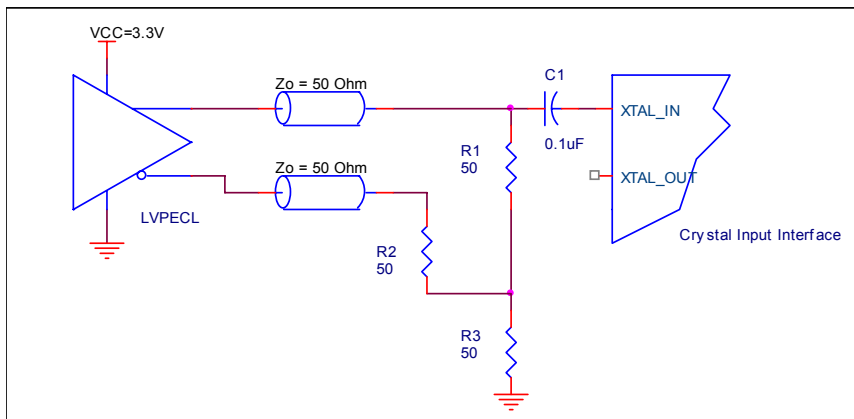 VCC=3.3V
Zo = 50 Ohm
C1
XTAL_IN
0.1uF
R1
50
Zo = 50 Ohm
XTAL_OUT
LVPECL
Crystal Input Interface
R2
50
R3
50